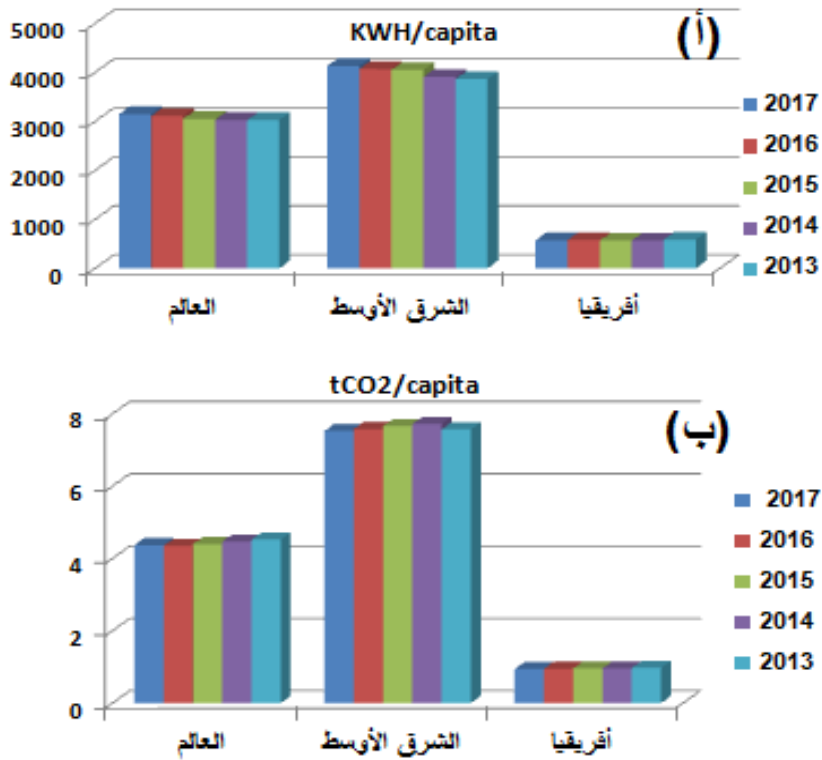 KWH/capita
(أ)
5000
4000
3000
2000
1000
0
العالم
الشرق الأوسط
أفريقيا
2017
2016
2015
2014
2013
tCO2/capita
(ب)
8
6
4
2
0
العالم
الشرق الأوسط
أفريقيا
2017
2016
2015
2014
2013